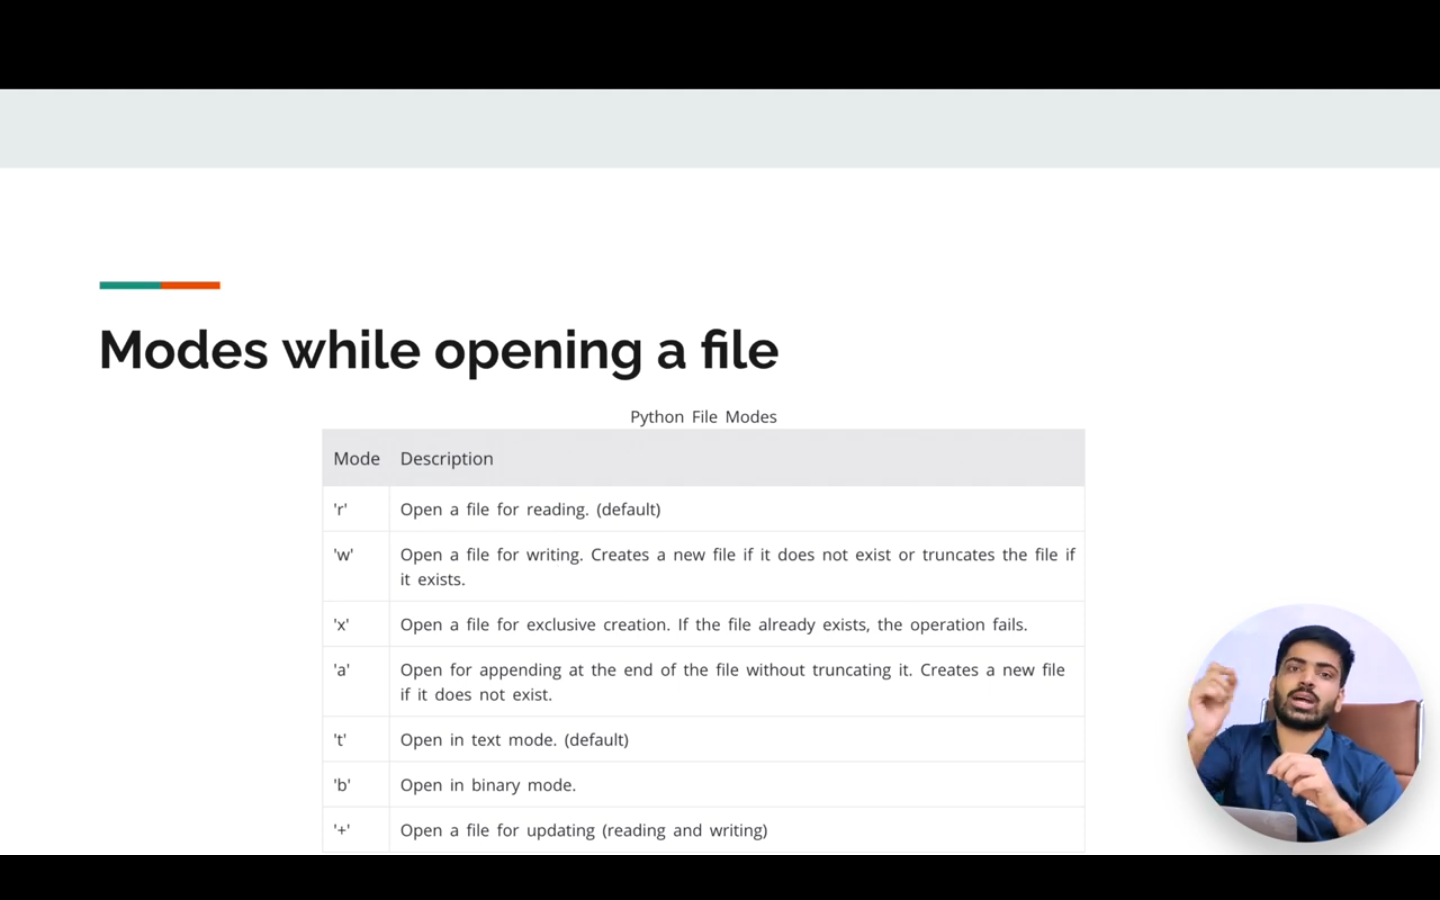 Modes while opening a file
Python File Modes
Mode Description
'r' Open a file for reading. (default)
'w' Open a file for writing. Creates a new file if it does not exist or truncates the file if
it exists.
'x' Open a file for exclusive creation. If the file already exists, the operation fails.
'a' Open for appending at the end of the file without truncating it. Creates a new file
if it does not exist.
't' Open in text mode. (default)
'b' Open in binary mode.
'+' Open a file for updating (reading and writing)